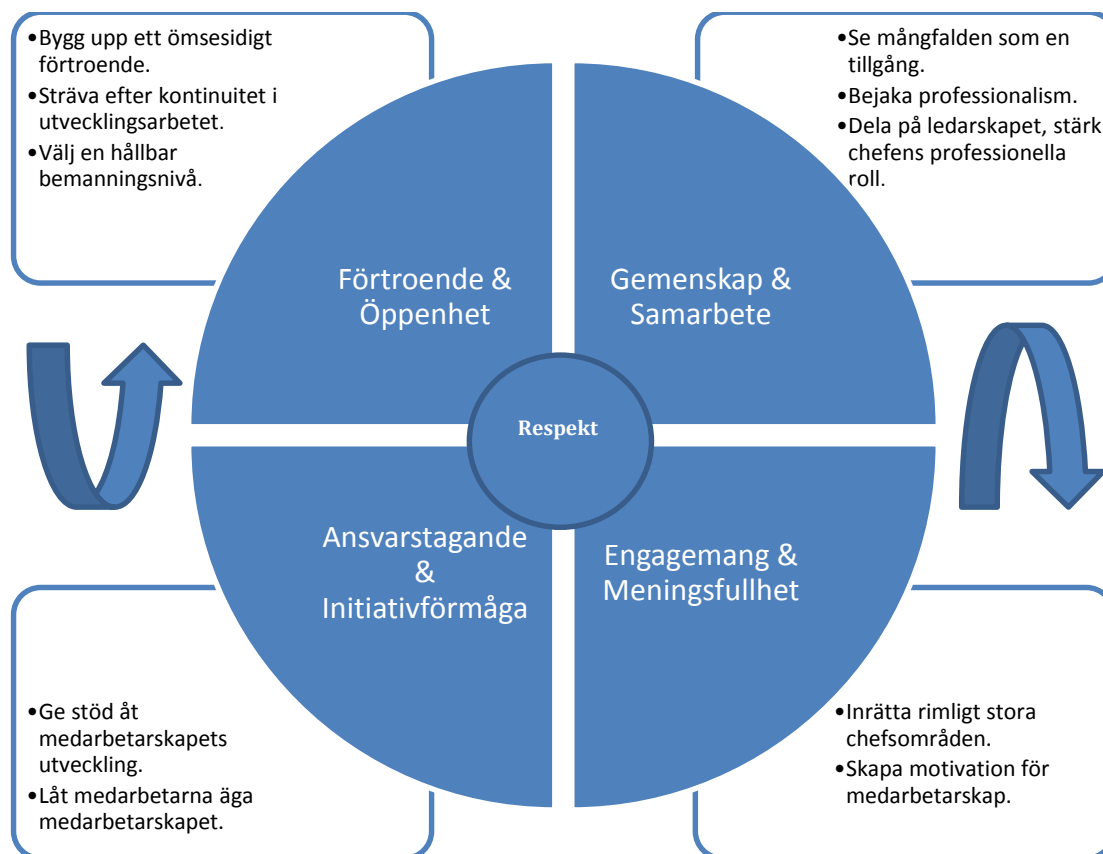 •Bygg upp ett ömsesidigt
förtroende.
•Sträva efter kontinuitet i
utvecklingsarbetet.
•Välj en hållbar
bemanningsnivå.
•Se mångfalden som en
tillgång.
•Bejaka professionalism.
•Dela på ledarskapet, stärk
chefens professionella
roll.
Förtroende &
Öppenhet
Gemenskap &
Samarbete
Respekt
Ansvarstagande
&
Initiativförmåga
Engagemang &
Meningsfullhet
•Ge stöd åt
medarbetarskapets
utveckling.
•Låt medarbetarna äga
medarbetarskapet.
•Inrätta rimligt stora
chefsområden.
•Skapa motivation för
medarbetarskap.